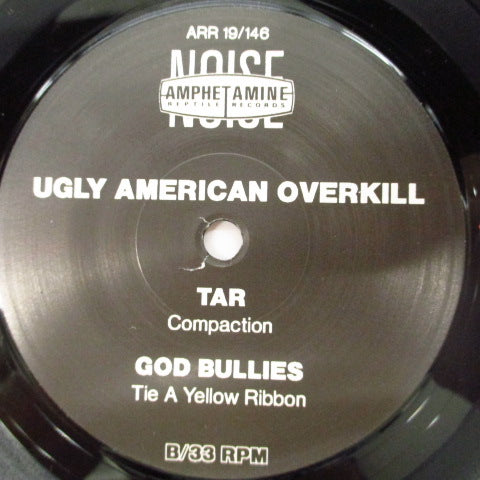 ARR 19/146
NOISE
AMPHETAMINE
REPTILE RECORDS
NOISE
UGLY AMERICAN OVERKILL
TAR
Compaction
GOD BULLIES
Tie A Yellow Ribbon
B/33 RPM